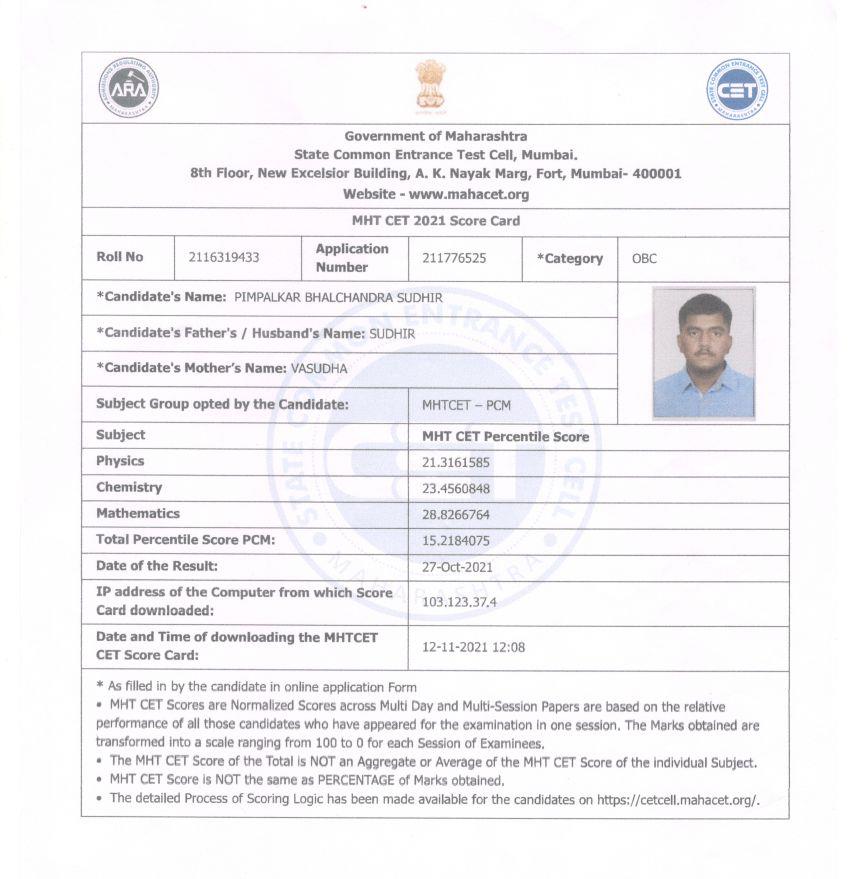 ADMISSIONS REGULATING AUTHORITY
ARA
MAHARASHTRA
STATE COMMON ENTRANCE TEST CELL
CET
MAHARASHTRA
Government of Maharashtra
State Common Entrance Test Cell, Mumbai.
8th Floor, New Excelsior Building, A. K. Nayak Marg, Fort, Mumbai- 400001
Website - www.mahacet.org
MHT CET 2021 Score Card
Roll No 2116319433 Application Number 211776525 *Category OBC
*Candidate's Name: PIMPALKAR BHALCHANDRA SUDHIR
*Candidate's Father's / Husband's Name: SUDHIR
*Candidate's Mother's Name: VASUDHA
Subject Group opted by the Candidate: MHTCET – PCM
Subject MHT CET Percentile Score
Physics 21.3161585
Chemistry 23.4560848
Mathematics 28.8266764
Total Percentile Score PCM: 15.2184075
Date of the Result: 27-Oct-2021
IP address of the Computer from which Score
Card downloaded: 103.123.37.4
Date and Time of downloading the MHTCET
CET Score Card: 12-11-2021 12:08
* As filled in by the candidate in online application Form
• MHT CET Scores are Normalized Scores across Multi Day and Multi-Session Papers are based on the relative
performance of all those candidates who have appeared for the examination in one session. The Marks obtained are
transformed into a scale ranging from 100 to 0 for each Session of Examinees.
• The MHT CET Score of the Total is NOT an Aggregate or Average of the MHT CET Score of the individual Subject.
• MHT CET Score is NOT the same as PERCENTAGE of Marks obtained.
• The detailed Process of Scoring Logic has been made available for the candidates on https://cetcell.mahacet.org/.
STATE COMMON ENTRANCE TEST CELL
CET
MAHARASHTRA